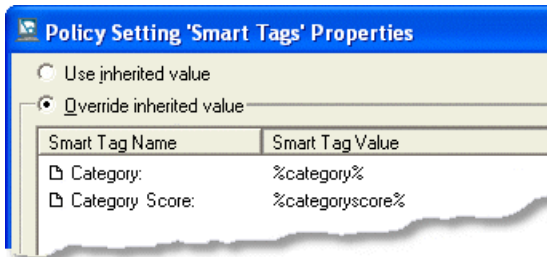 Policy Setting 'Smart Tags' Properties
Use inherited value
Override inherited value
Smart Tag Name Smart Tag Value
Category: %category%
Category Score: %categoryscore%